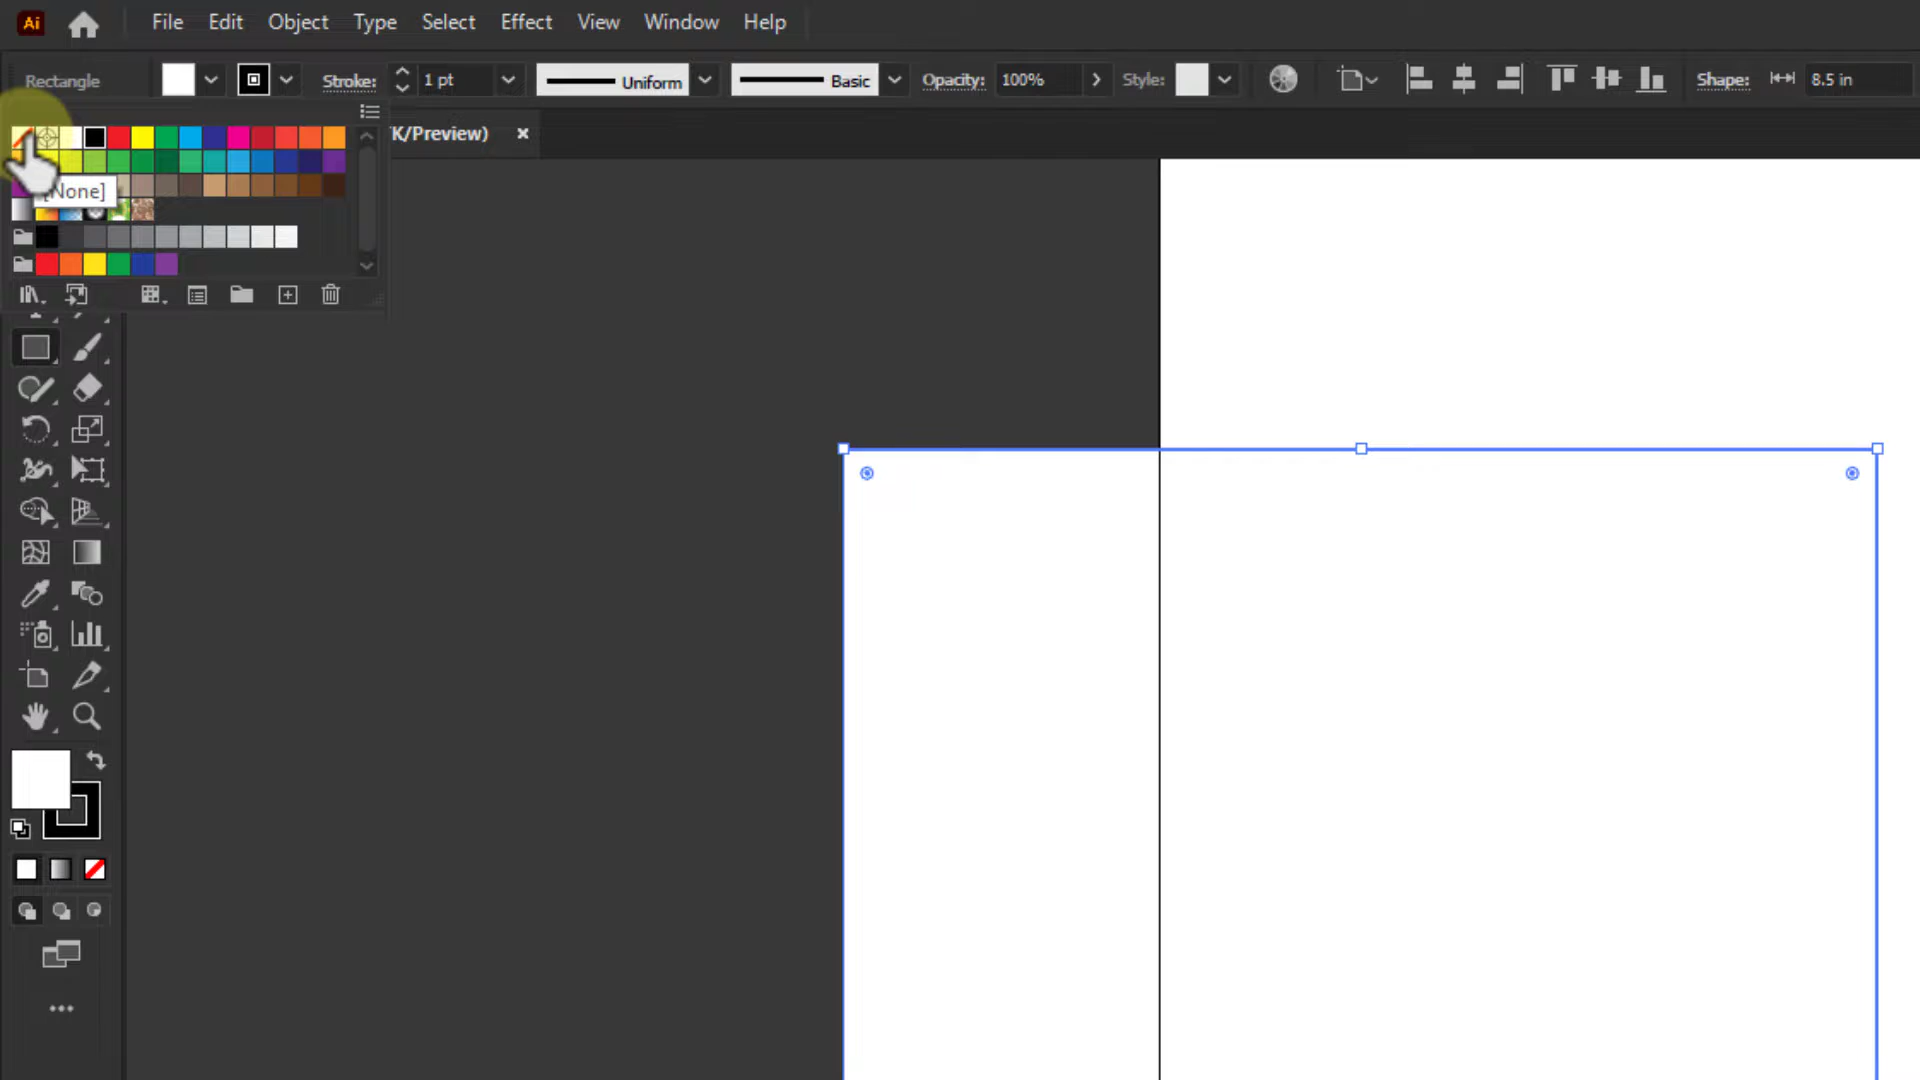 Ai File Edit Object Type Select Effect View Window Help
Rectangle Stroke: 1 pt Uniform Basic Opacity: 100% Style: Shape: 8.5 in
K/Preview) ×
[None]